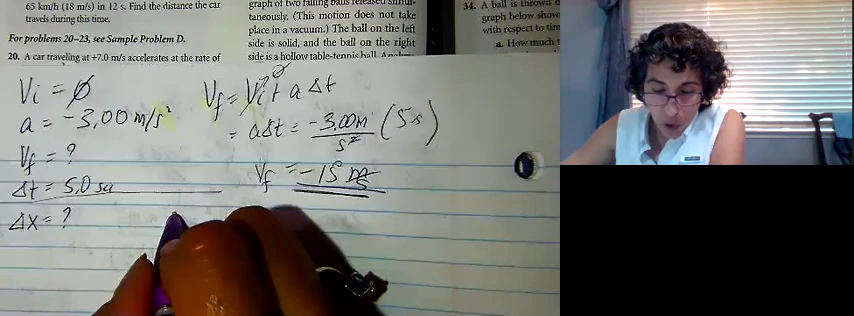 65 km/h (18 m/s) in 12 s. Find the distance the car
travels during this time.
For problems 20–23, see Sample Problem D.
20. A car traveling at +7.0 m/s accelerates at the rate of
graph of two falling balls released simul-
taneously. (This motion does not take
place in a vacuum.) The ball on the left
side is solid, and the ball on the right
side is a hollow table-tennis ball.
34. A ball is thrown
graph below show
with respect to tim
a. How much
Vi = 0
a = -3.00 m/s²
Vf = ?
Δt = 5.0 sec
Δx = ?
Vf = Vi + aΔt
= aΔt = -3.00m/s² (5s)
Vf = -15 m/s